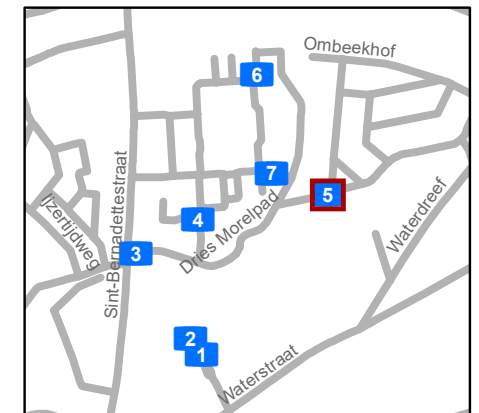 Ombeekhof
6
7
5
4
Dries Morelpad
Waterdreef
IJzertijdweg
Sint-Bernadettestraat
3
2
1
Waterstraat